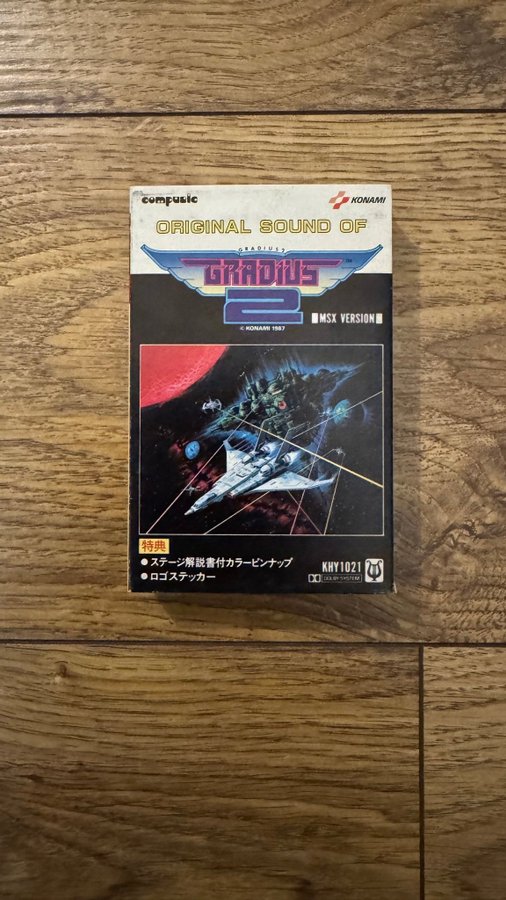 compusic
KONAMI
ORIGINAL SOUND OF
GRADIUS 2
GRADIUS
TM
2
MSX VERSION
© KONAMI 1987
特典
● ステージ解説書付カラーピンナップ
● ロゴステッカー
KHY1021
DOLBY SYSTEM